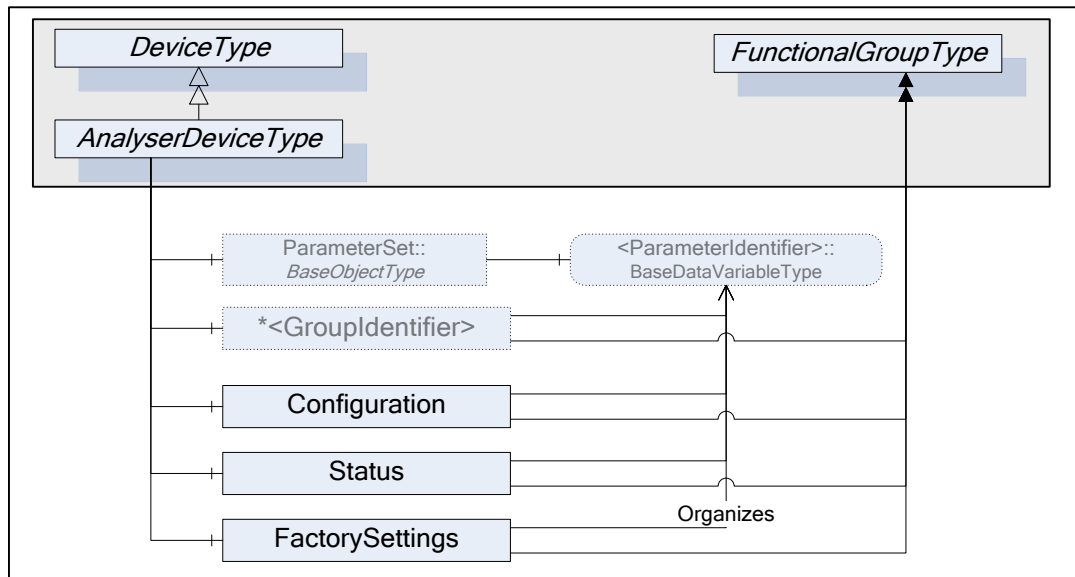 DeviceType
FunctionalGroupType
AnalyserDeviceType
ParameterSet::
BaseObjectType
<ParameterIdentifier>::
BaseDataVariableType
*<GroupIdentifier>
Configuration
Status
Organizes
FactorySettings